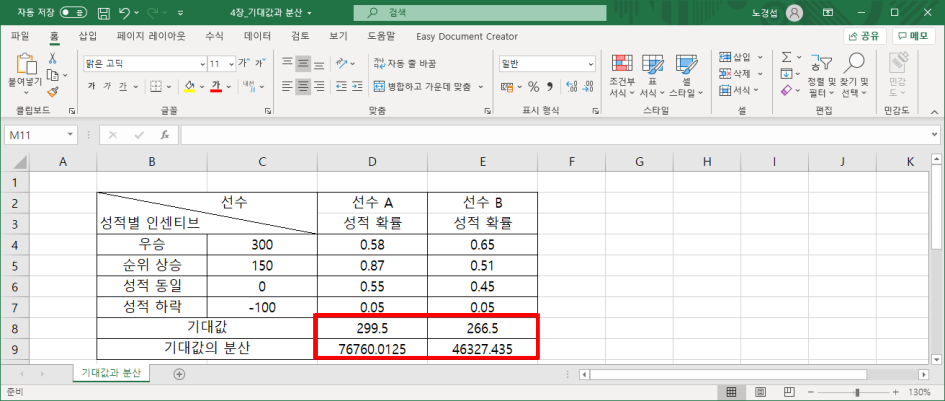 자동 저장 4장_기대값과 분산 검색 노경섭
파일 홈 삽입 페이지 레이아웃 수식 데이터 검토 보기 도움말 Easy Document Creator 공유 메모
붙여넣기 맑은 고딕 11 가^ 가ˇ 자동 줄 바꿈 일반 조건부 서식 표 서식 셀 스타일 삽입 정렬 및 필터 찾기 및 선택 민감도
가 가 가 가 내천 병합하고 가운데 맞춤 % 삭제
서식
클립보드 글꼴 맞춤 표시 형식 스타일 셀 편집 민감도
M11 fx
A B C D E F G H I J K
1
2 선수 선수 A 선수 B
3 성적별 인센티브 성적 확률 성적 확률
4 우승 300 0.58 0.65
5 순위 상승 150 0.87 0.51
6 성적 동일 0 0.55 0.45
7 성적 하락 -100 0.05 0.05
8 기대값 299.5 266.5
9 기대값의 분산 76760.0125 46327.435
기대값과 분산
준비 130%